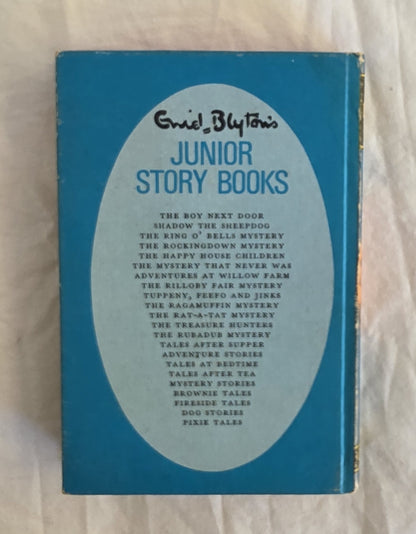 Enid Blyton's
JUNIOR
STORY BOOKS
THE BOY NEXT DOOR
SHADOW THE SHEEPDOG
THE RING O' BELLS MYSTERY
THE ROCKINGDOWN MYSTERY
THE HAPPY HOUSE CHILDREN
THE MYSTERY THAT NEVER WAS
ADVENTURES AT WILLOW FARM
THE RILLOBY FAIR MYSTERY
TUPPENY, FEEFO AND JINKS
THE RAGAMUFFIN MYSTERY
THE RAT-A-TAT MYSTERY
THE TREASURE HUNTERS
THE RUBADUB MYSTERY
TALES AFTER SUPPER
ADVENTURE STORIES
TALES AT BEDTIME
TALES AFTER TEA
MYSTERY STORIES
BROWNIE TALES
FIRESIDE TALES
DOG STORIES
PIXIE TALES